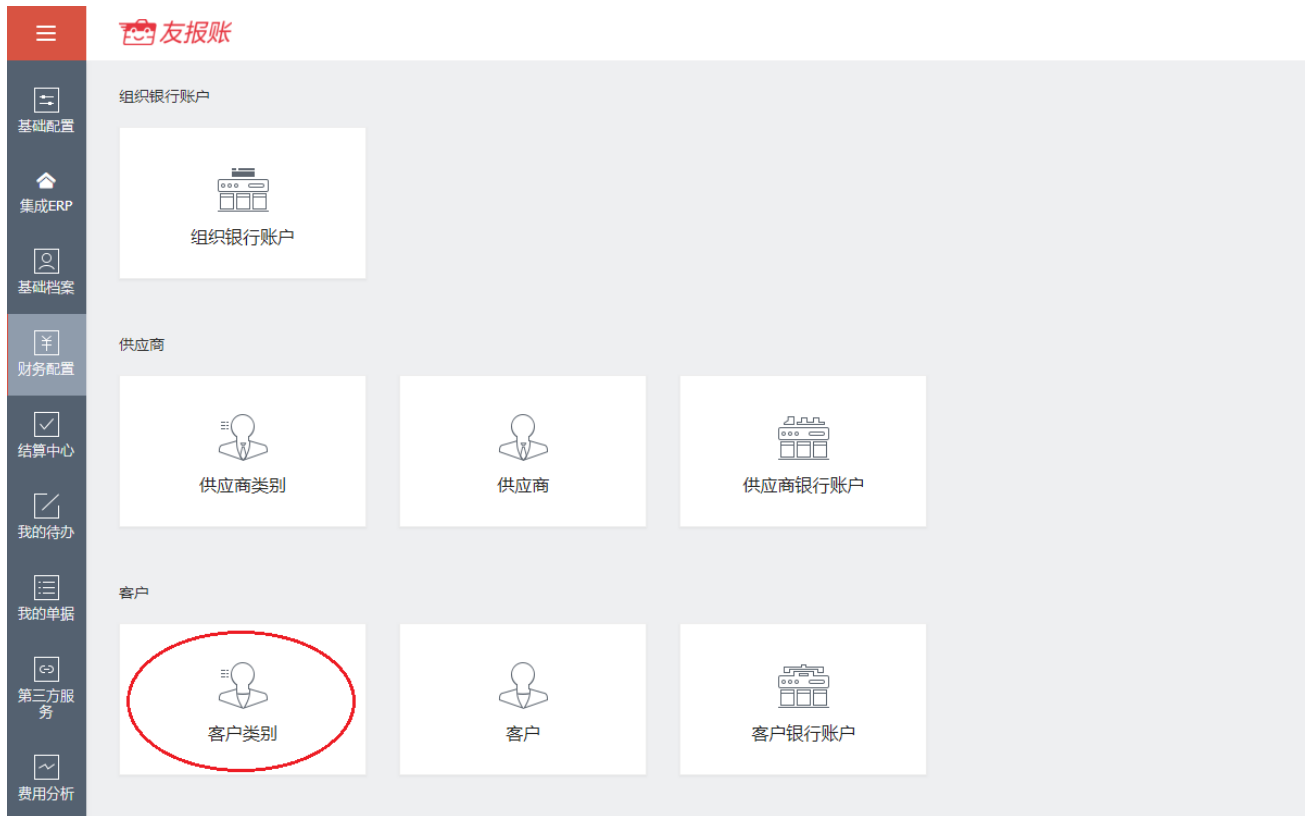 友报账
基础配置
集成ERP
基础档案
财务配置
结算中心
我的待办
我的单据
第三方服
务
费用分析
组织银行账户
组织银行账户
供应商
供应商类别
供应商
供应商银行账户
客户
客户类别
客户
客户银行账户